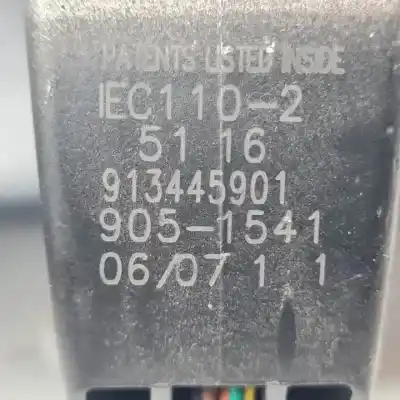 PATENTS LISTED INSIDE
IEC110-2
51 16
913445901
905-1541
06/07 1 1